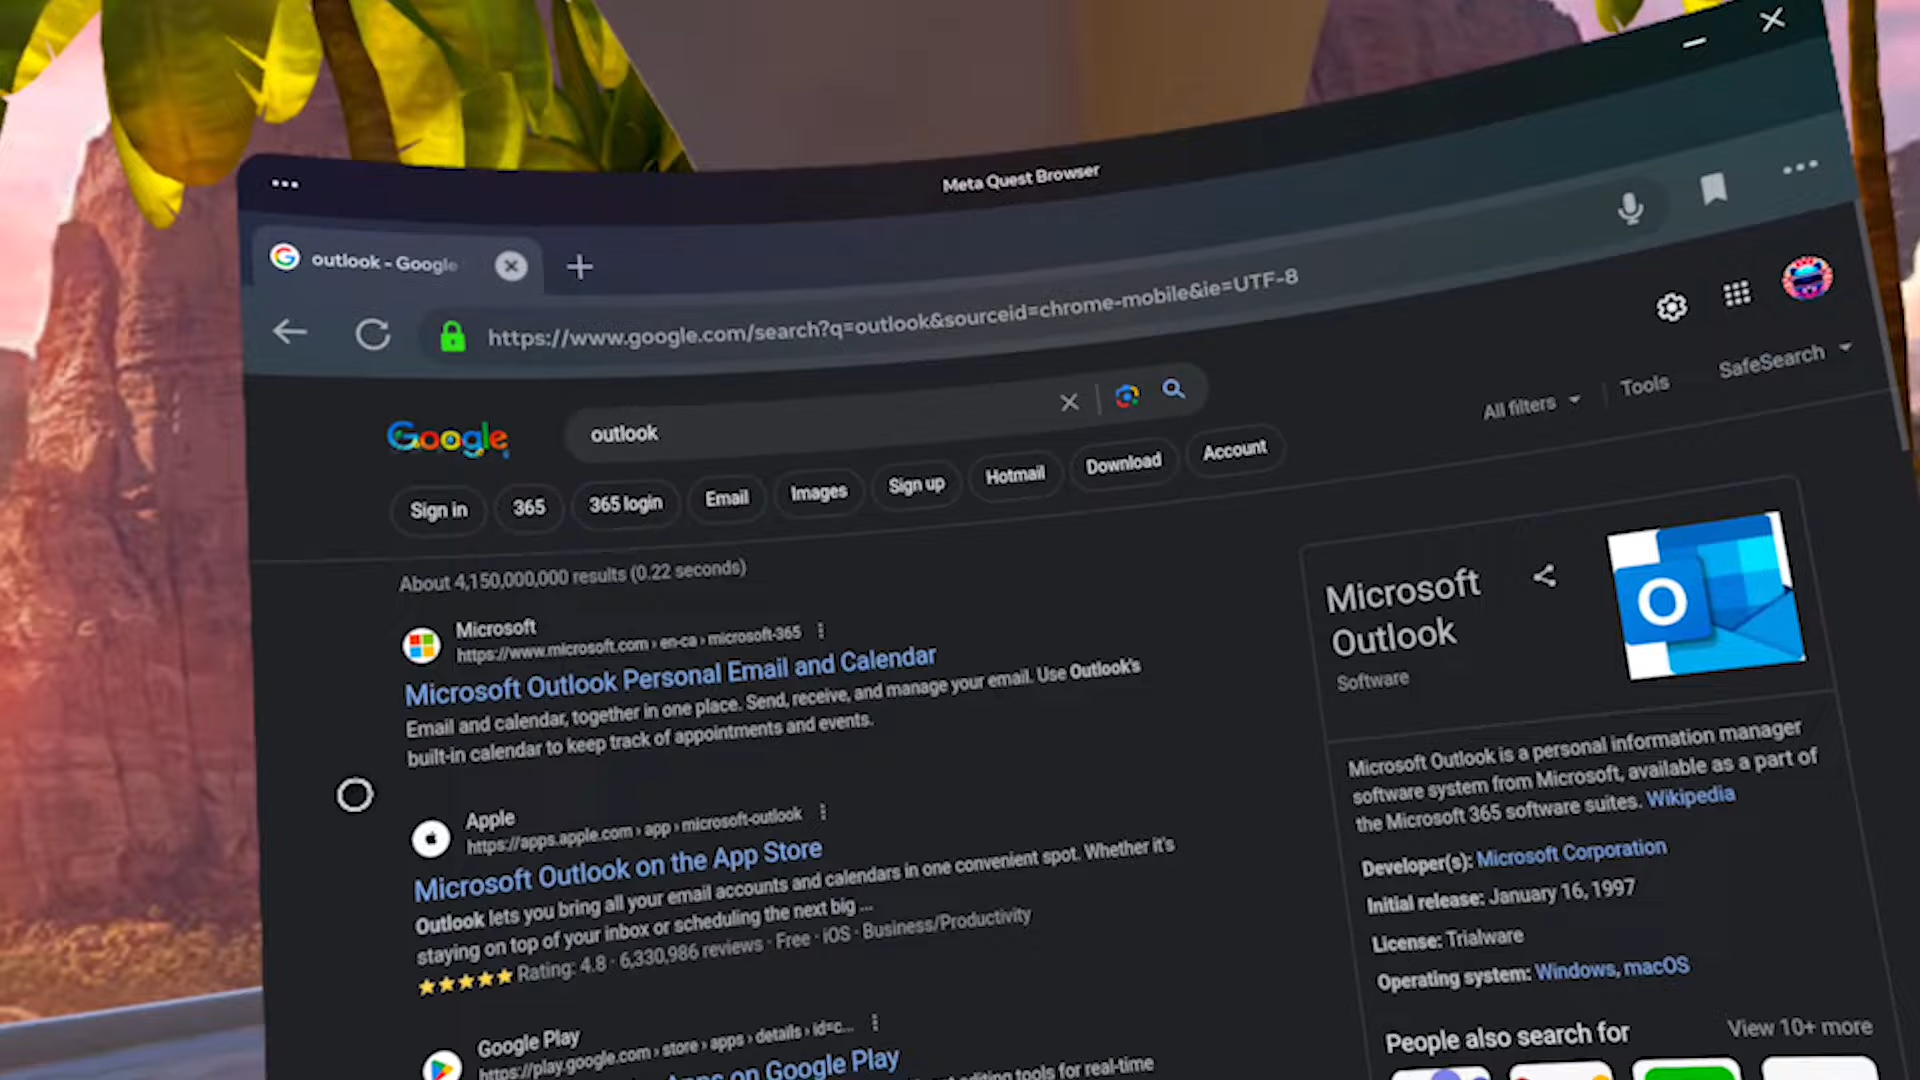 Meta Quest Browser
outlook - Google
https://www.google.com/search?q=outlook&sourceid=chrome-mobile&ie=UTF-8
Google
outlook
All filters
Tools
SafeSearch
Sign in
365
365 login
Email
Images
Sign up
Hotmail
Download
Account
About 4,150,000,000 results (0.22 seconds)
Microsoft
https://www.microsoft.com › en-ca › microsoft-365
Microsoft Outlook Personal Email and Calendar
Email and calendar, together in one place. Send, receive, and manage your email. Use Outlook's
built-in calendar to keep track of appointments and events.
Apple
https://apps.apple.com › app › microsoft-outlook
Microsoft Outlook on the App Store
Outlook lets you bring all your email accounts and calendars in one convenient spot. Whether it's
staying on top of your inbox or scheduling the next big ...
Rating: 4.8 · 6,330,986 reviews · Free · iOS · Business/Productivity
Google Play
https://play.google.com › store › apps › details › id=c...
on Google Play
editing tools for real-time
Microsoft
Outlook
Software
Microsoft Outlook is a personal information manager
software system from Microsoft, available as a part of
the Microsoft 365 software suites. Wikipedia
Developer(s): Microsoft Corporation
Initial release: January 16, 1997
License: Trialware
Operating system: Windows, macOS
People also search for
View 10+ more